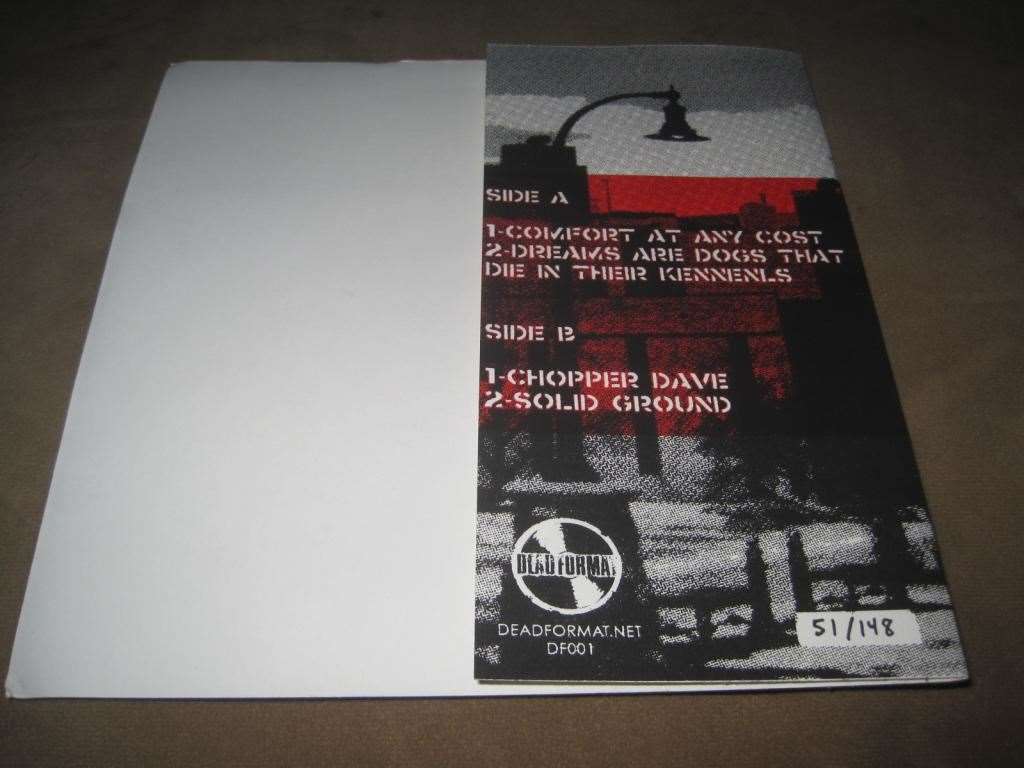 SIDE A
1-COMFORT AT ANY COST
2-DREAMS ARE DOGS THAT
DIE IN THEIR KENNENLS
SIDE B
1-CHOPPER DAVE
2-SOLID GROUND
DEADFORMAT
DEADFORMAT.NET
DF001
51/148